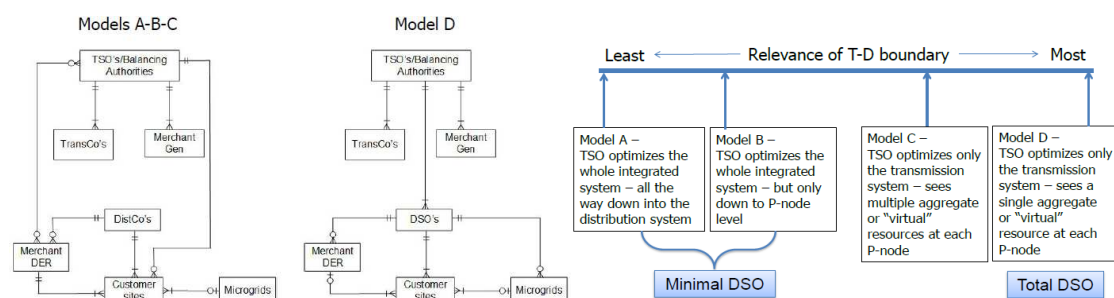 Models A-B-C
TSO's/Balancing
Authorities
TransCo's
Merchant
Gen
DistCo's
Merchant
DER
Customer
sites
Microgrids
Model D
TSO's/Balancing
Authorities
TransCo's
Merchant
Gen
DSO's
Merchant
DER
Customer
sites
Microgrids
Least
Relevance of T-D boundary
Most
Model A –
TSO optimizes the
whole integrated
system – all the
way down into the
distribution system
Model B –
TSO optimizes the
whole integrated
system – but only
down to P-node
level
Model C –
TSO optimizes only
the transmission
system – sees
multiple aggregate
or “virtual”
resources at each
P-node
Model D –
TSO optimizes only
the transmission
system – sees a
single aggregate
or “virtual”
resource at each
P-node
Minimal DSO
Total DSO